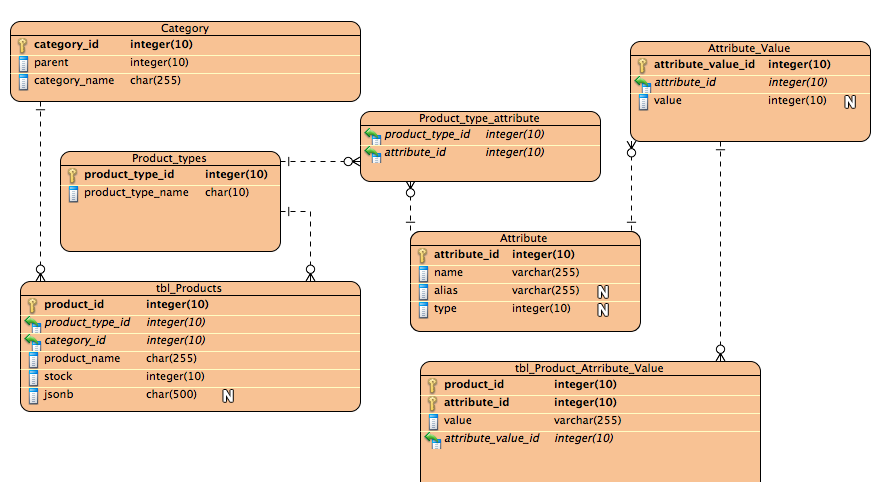 Category
category_id integer(10)
parent integer(10)
category_name char(255)
Attribute_Value
attribute_value_id integer(10)
attribute_id integer(10)
value integer(10) N
Product_type_attribute
product_type_id integer(10)
attribute_id integer(10)
Product_types
product_type_id integer(10)
product_type_name char(10)
Attribute
attribute_id integer(10)
name varchar(255)
alias varchar(255) N
type integer(10) N
tbl_Products
product_id integer(10)
product_type_id integer(10)
category_id integer(10)
product_name char(255)
stock integer(10)
jsonb char(500) N
tbl_Product_Atrribute_Value
product_id integer(10)
attribute_id integer(10)
value varchar(255)
attribute_value_id integer(10)